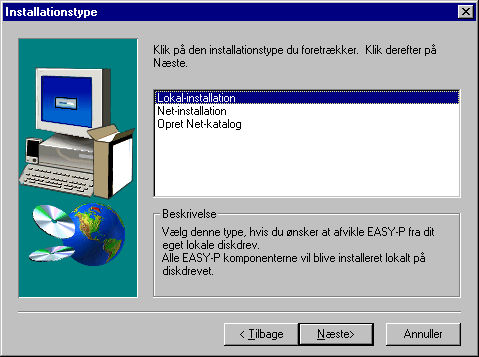 Installationstype
Klik på den installationstype du foretrækker. Klik derefter på
Næste.
Lokal-installation
Net-installation
Opret Net-katalog
Beskrivelse
Vælg denne type, hvis du ønsker at afvikle EASY-P fra dit
eget lokale diskdrev.
Alle EASY-P komponenterne vil blive installeret lokalt på
diskdrevet.
< Tilbage
Næste>
Annuller